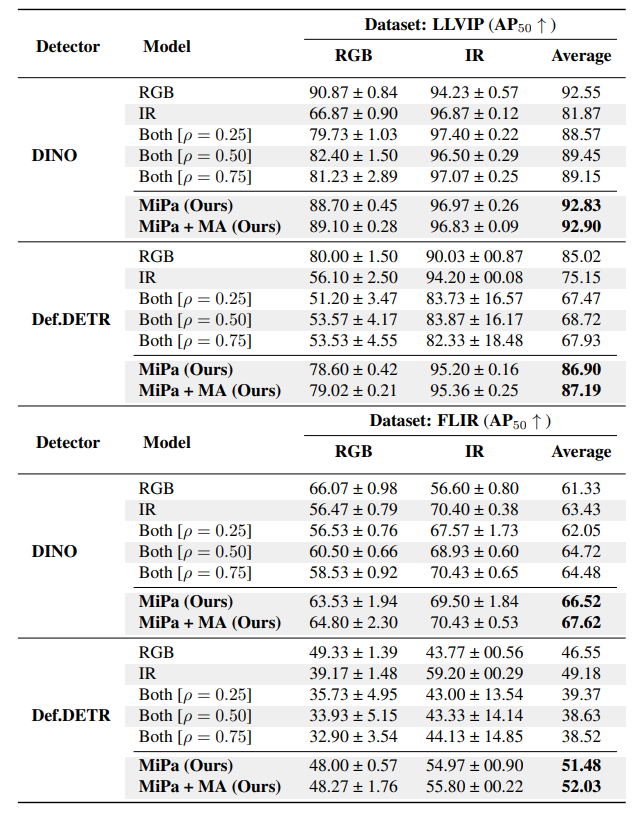 Detector Model Dataset: LLVIP (AP50 ↑)
RGB IR Average
DINO
RGB 90.87 ± 0.84 94.23 ± 0.57 92.55
IR 66.87 ± 0.90 96.87 ± 0.12 81.87
Both [ρ = 0.25] 79.73 ± 1.03 97.40 ± 0.22 88.57
Both [ρ = 0.50] 82.40 ± 1.50 96.50 ± 0.29 89.45
Both [ρ = 0.75] 81.23 ± 2.89 97.07 ± 0.25 89.15
MiPa (Ours) 88.70 ± 0.45 96.97 ± 0.26 92.83
MiPa + MA (Ours) 89.10 ± 0.28 96.83 ± 0.09 92.90
Def.DETR
RGB 80.00 ± 1.50 90.03 ± 00.87 85.02
IR 56.10 ± 2.50 94.20 ± 00.08 75.15
Both [ρ = 0.25] 51.20 ± 3.47 83.73 ± 16.57 67.47
Both [ρ = 0.50] 53.57 ± 4.17 83.87 ± 16.17 68.72
Both [ρ = 0.75] 53.53 ± 4.55 82.33 ± 18.48 67.93
MiPa (Ours) 78.60 ± 0.42 95.20 ± 0.16 86.90
MiPa + MA (Ours) 79.02 ± 0.21 95.36 ± 0.25 87.19
Detector Model Dataset: FLIR (AP50 ↑)
RGB IR Average
DINO
RGB 66.07 ± 0.98 56.60 ± 0.80 61.33
IR 56.47 ± 0.79 70.40 ± 0.38 63.43
Both [ρ = 0.25] 56.53 ± 0.76 67.57 ± 1.73 62.05
Both [ρ = 0.50] 60.50 ± 0.66 68.93 ± 0.60 64.72
Both [ρ = 0.75] 58.53 ± 0.92 70.43 ± 0.65 64.48
MiPa (Ours) 63.53 ± 1.94 69.50 ± 1.84 66.52
MiPa + MA (Ours) 64.80 ± 2.30 70.43 ± 0.53 67.62
Def.DETR
RGB 49.33 ± 1.39 43.77 ± 00.56 46.55
IR 39.17 ± 1.48 59.20 ± 00.29 49.18
Both [ρ = 0.25] 35.73 ± 4.95 43.00 ± 13.54 39.37
Both [ρ = 0.50] 33.93 ± 5.15 43.33 ± 14.14 38.63
Both [ρ = 0.75] 32.90 ± 3.54 44.13 ± 14.85 38.52
MiPa (Ours) 48.00 ± 0.57 54.97 ± 00.90 51.48
MiPa + MA (Ours) 48.27 ± 1.76 55.80 ± 00.22 52.03